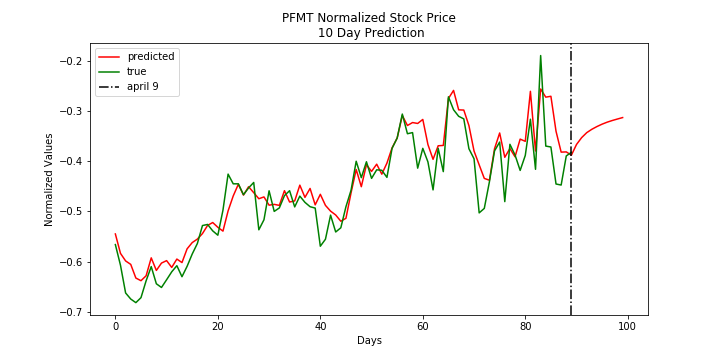 PFMT Normalized Stock Price
10 Day Prediction
predicted
true
april 9
Normalized Values
−0.2
−0.3
−0.4
−0.5
−0.6
−0.7
0
20
40
60
80
100
Days